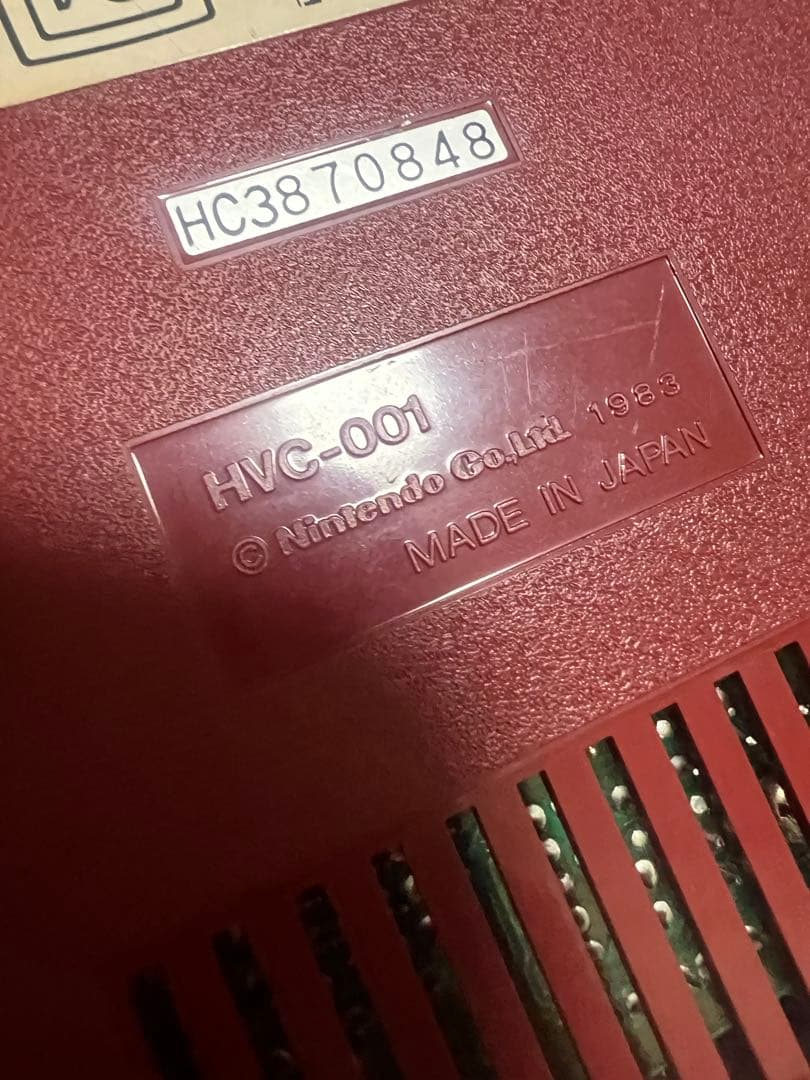 HC3870848
HVC-001
© Nintendo Co.,Ltd. 1983
MADE IN JAPAN